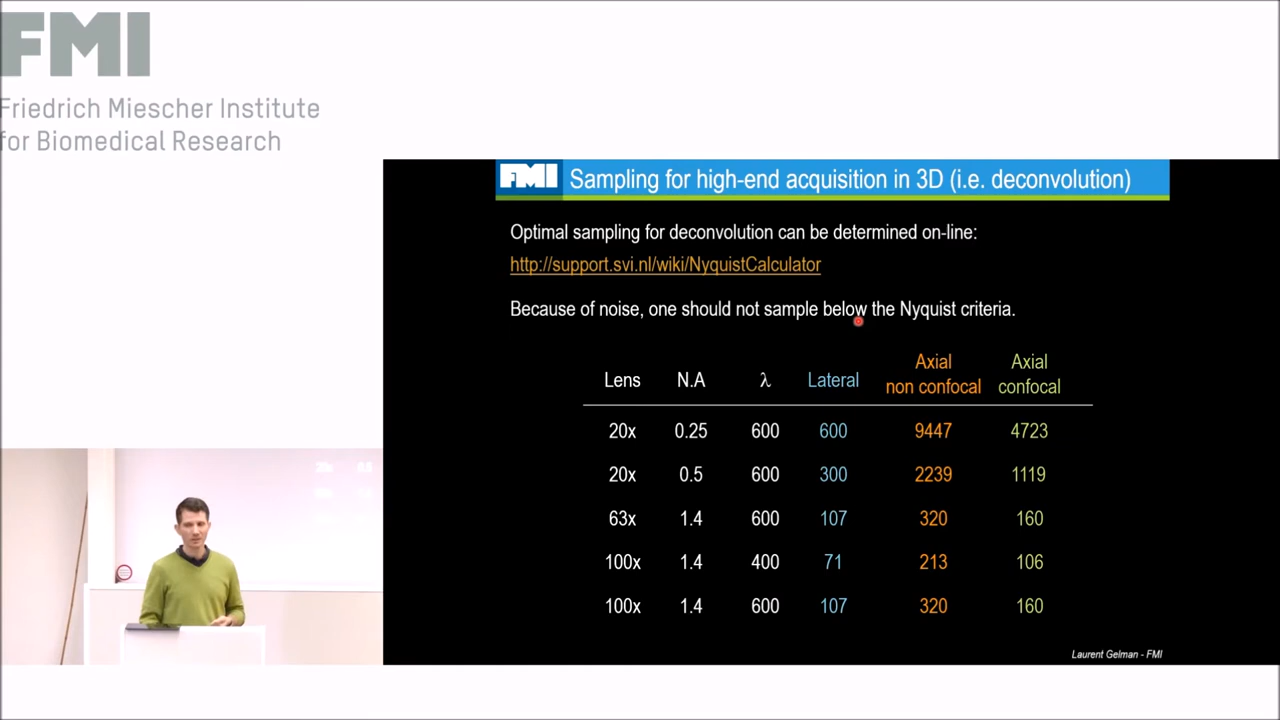 FMI
Friedrich Miescher Institute
for Biomedical Research
FMI Sampling for high-end acquisition in 3D (i.e. deconvolution)
Optimal sampling for deconvolution can be determined on-line:
http://support.svi.nl/wiki/NyquistCalculator
Because of noise, one should not sample below the Nyquist criteria.
Lens N.A λ Lateral Axial non confocal Axial confocal
20x 0.25 600 600 9447 4723
20x 0.5 600 300 2239 1119
63x 1.4 600 107 320 160
100x 1.4 400 71 213 106
100x 1.4 600 107 320 160
Laurent Gelman - FMI